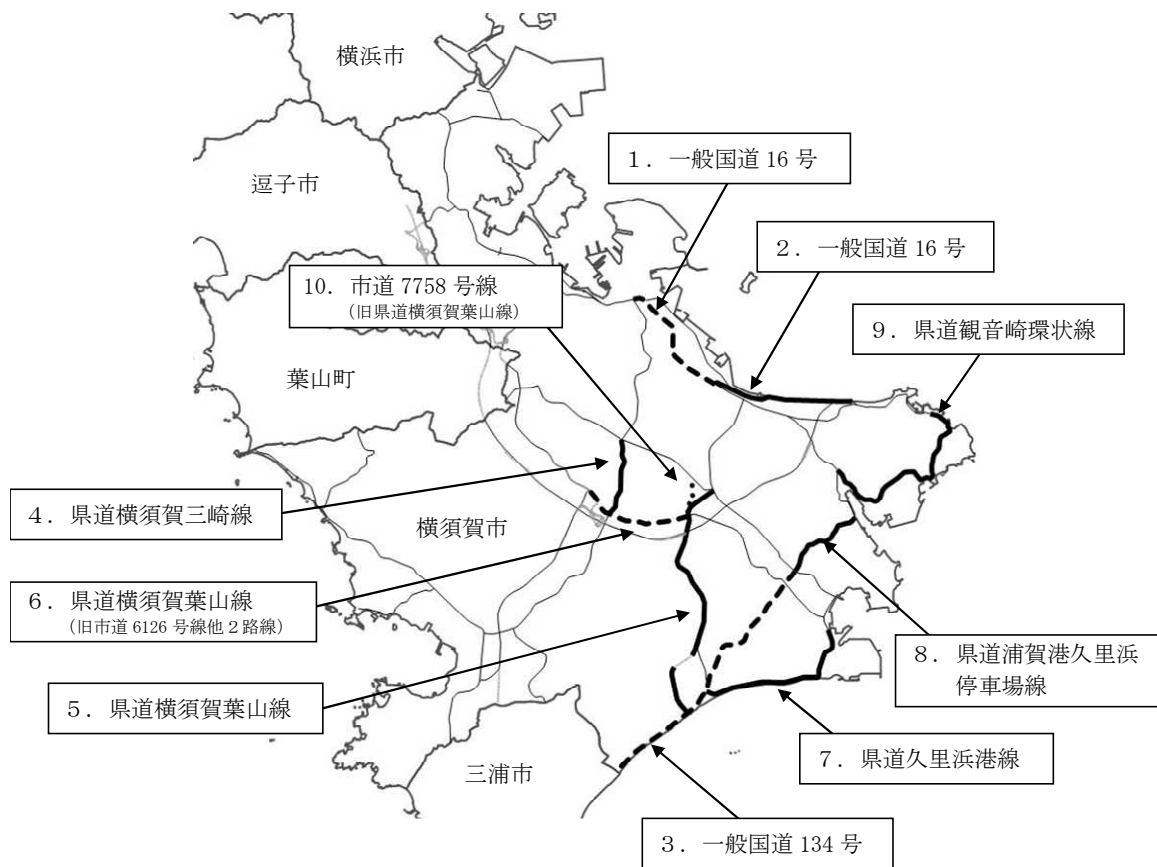 横浜市
1．一般国道 16 号
逗子市
2．一般国道 16 号
10．市道 7758 号線
（旧県道横須賀葉山線）
9．県道観音崎環状線
葉山町
4．県道横須賀三崎線
横須賀市
6．県道横須賀葉山線
（旧市道 6126 号線他２路線）
8．県道浦賀港久里浜
停車場線
5．県道横須賀葉山線
7．県道久里浜港線
三浦市
3．一般国道 134 号